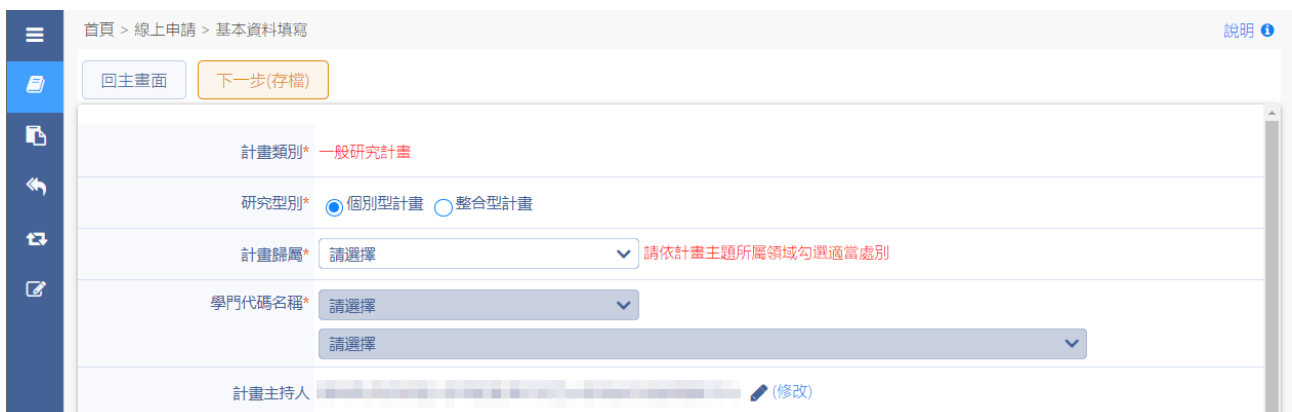 首頁 > 線上申請 > 基本資料填寫
說明
回主畫面
下一步(存檔)
計畫類別* 一般研究計畫
研究型別* 個別型計畫 整合型計畫
計畫歸屬* 請選擇 請依計畫主題所屬領域勾選適當處別
學門代碼名稱* 請選擇
請選擇
計畫主持人 (修改)